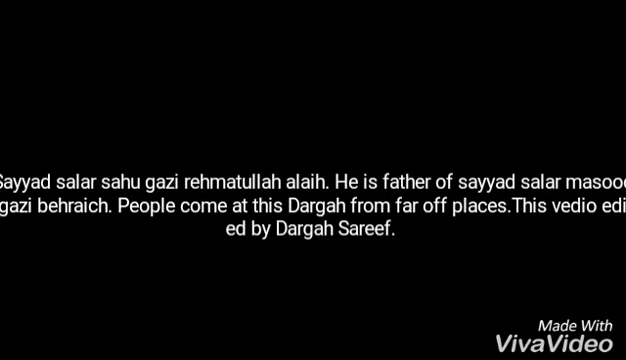 Sayyad salar sahu gazi rehmatullah alaih. He is father of sayyad salar masood
gazi behraich. People come at this Dargah from far off places.This vedio edi
ed by Dargah Sareef.
Made With
VivaVideo